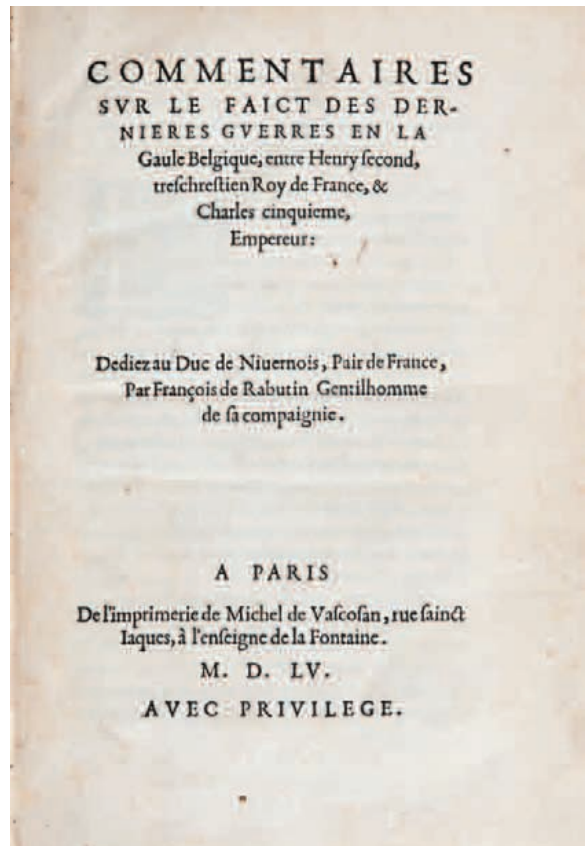 COMMENTAIRES
SVR LE FAICT DES DER-
NIERES GVERRES EN LA
Gaule Belgique, entre Henry ſecond,
treſchreſtien Roy de France, &
Charles cinquieme,
Empereur:
Dediez au Duc de Niuernois, Pair de France,
Par François de Rabutin Gentilhomme
de ſa compaignie.
A PARIS
De l'imprimerie de Michel de Vaſcoſan, rue ſainct
Iaques, à l'enſeigne de la Fontaine.
M. D. LV.
AVEC PRIVILEGE.